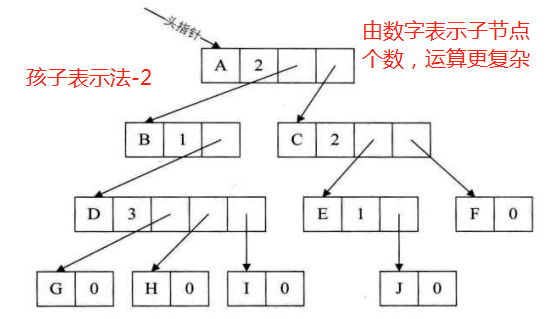 头指针
由数字表示子节点
个数，运算更复杂
A 2
孩子表示法-2
B 1
C 2
D 3
E 1
F 0
G 0
H 0
I 0
J 0